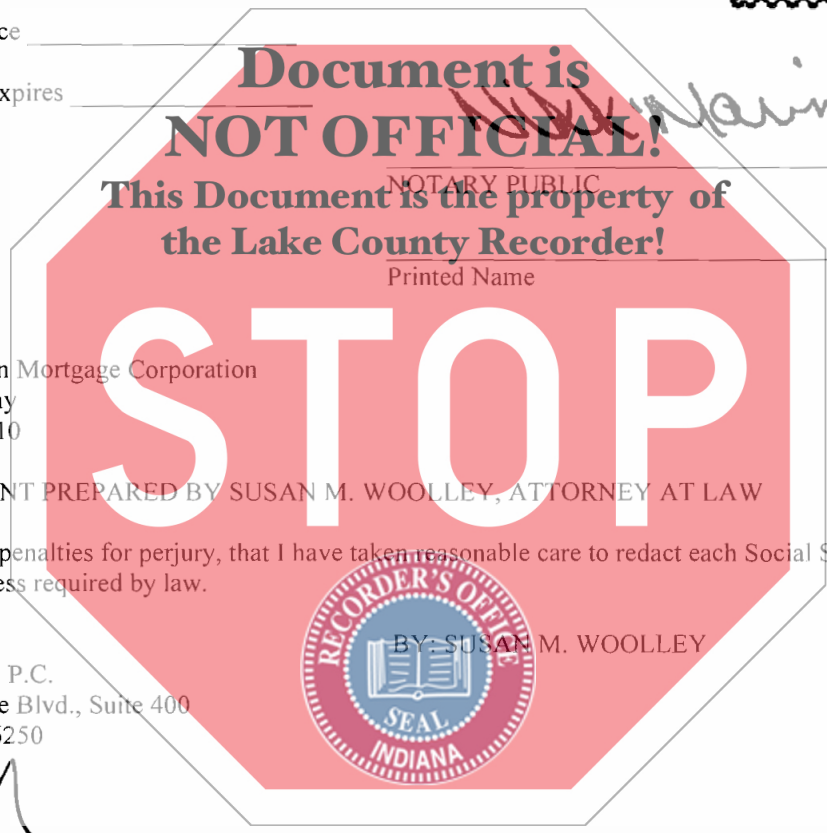 ce
Document is
xpires
NOT OFFICIAL!
NOTARY PUBLIC
This Document is the property of
the Lake County Recorder!
Printed Name
STOP
n Mortgage Corporation
ay
10
NT PREPARED BY SUSAN M. WOOLLEY, ATTORNEY AT LAW
penalties for perjury, that I have taken reasonable care to redact each Social S
ess required by law.
RECORDER'S OFFICE
BY: SUSAN M. WOOLLEY
SEAL
INDIANA
P.C.
e Blvd., Suite 400
5250